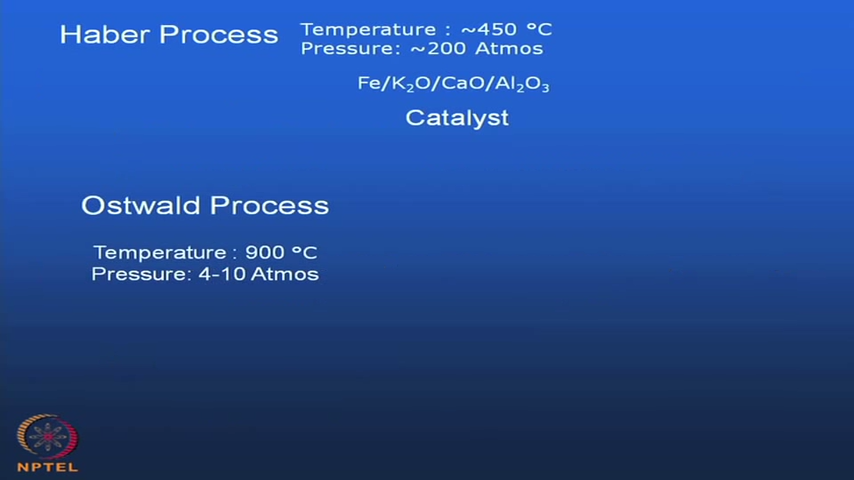 Haber Process
Temperature : ~450 °C
Pressure: ~200 Atmos
Fe/K₂O/CaO/Al₂O₃
Catalyst
Ostwald Process
Temperature : 900 °C
Pressure: 4-10 Atmos
NPTEL